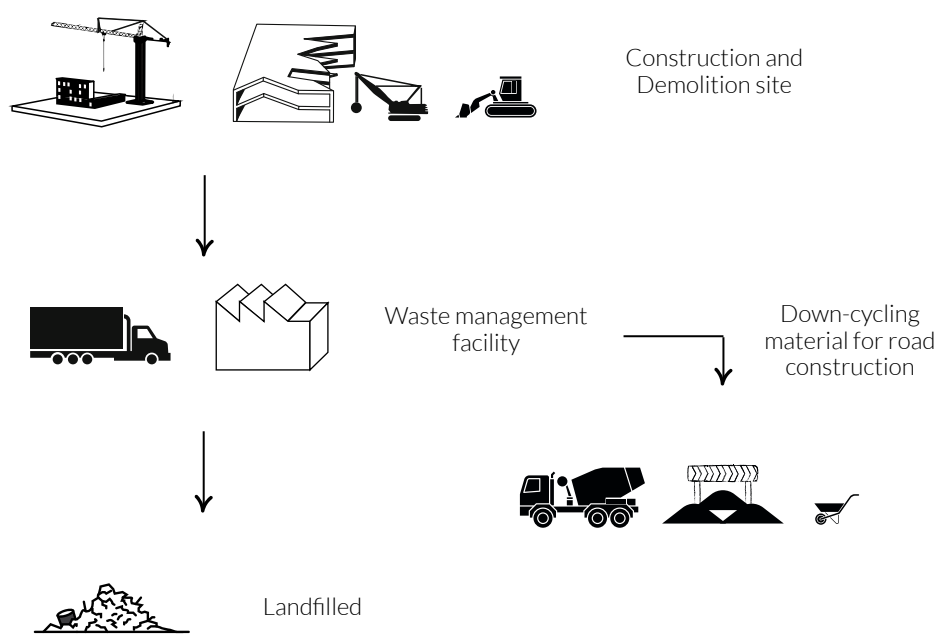 Construction and
Demolition site
Waste management
facility
Down-cycling
material for road
construction
Landfilled